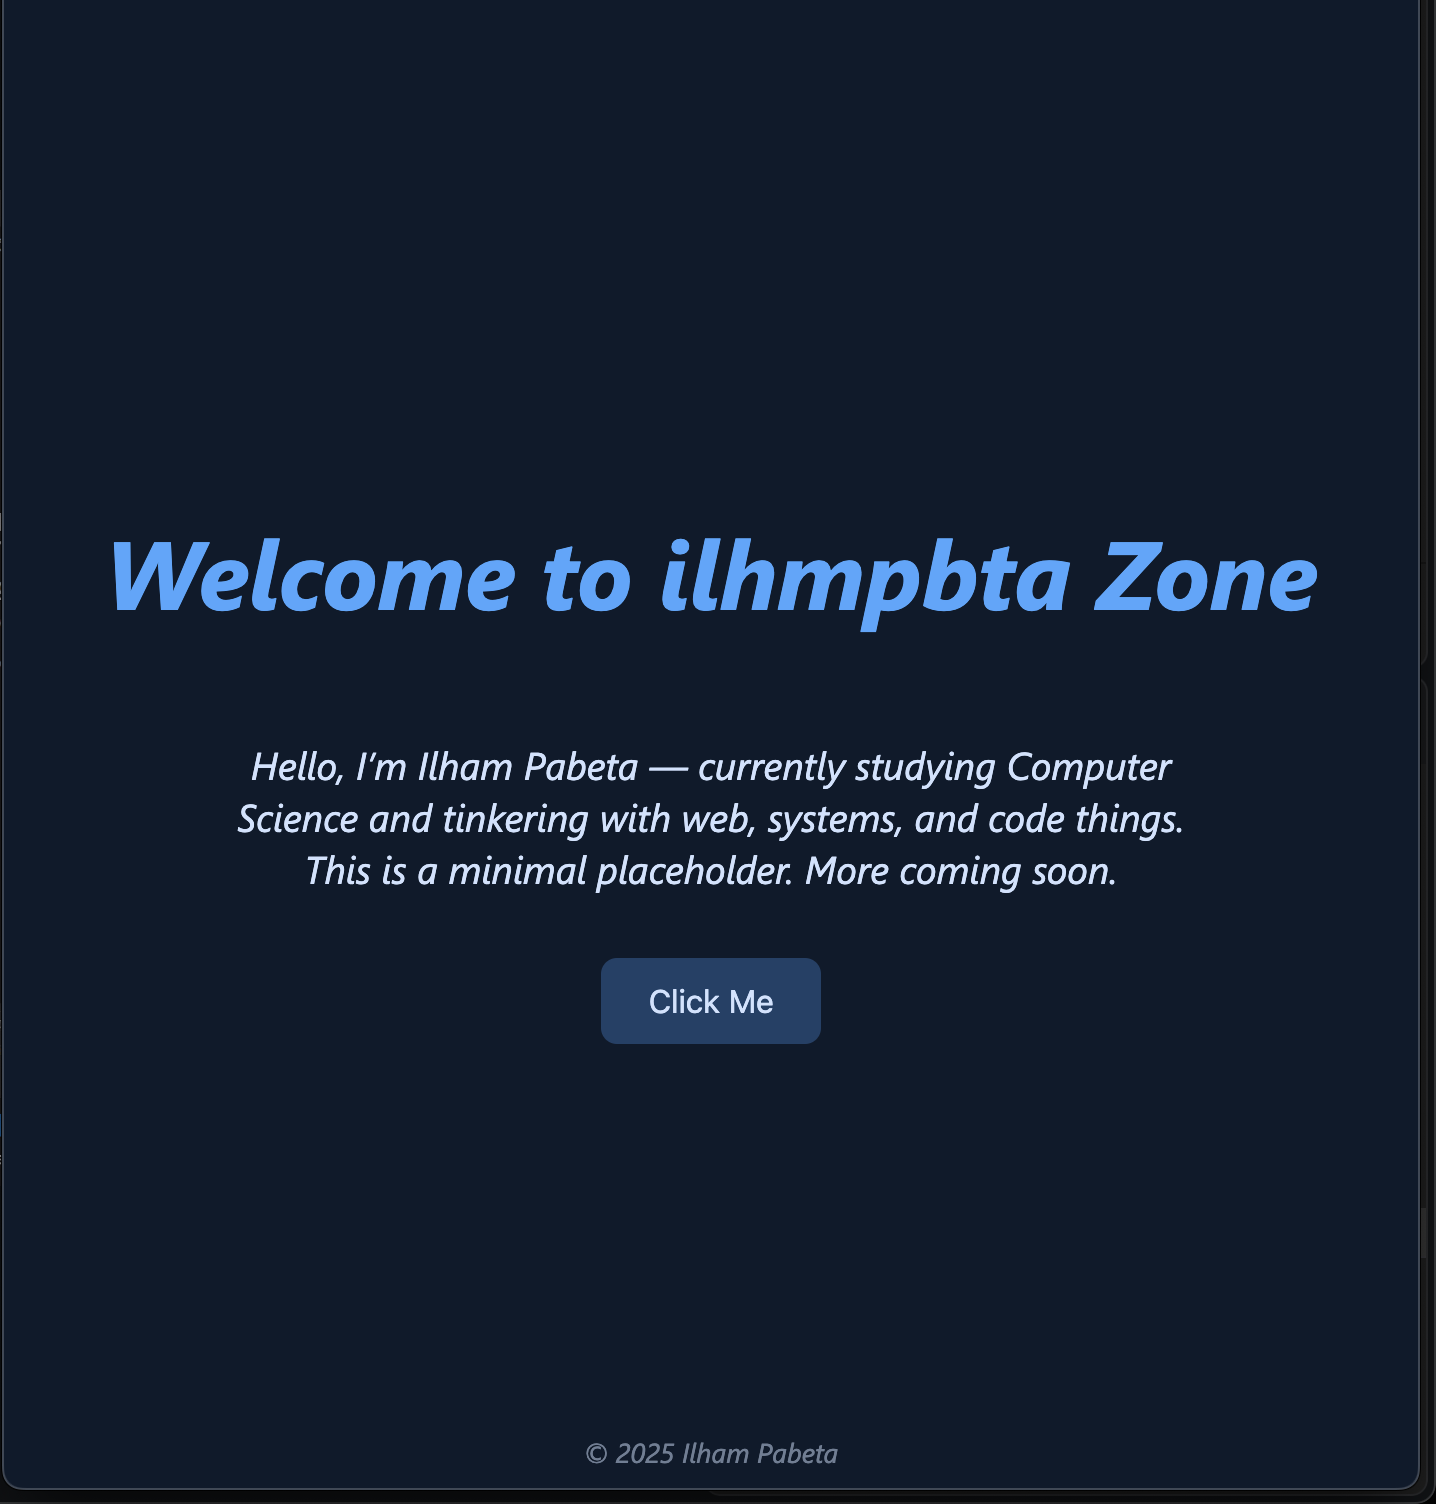 Welcome to ilhmpbta Zone
Hello, I’m Ilham Pabeta — currently studying Computer
Science and tinkering with web, systems, and code things.
This is a minimal placeholder. More coming soon.
Click Me
© 2025 Ilham Pabeta